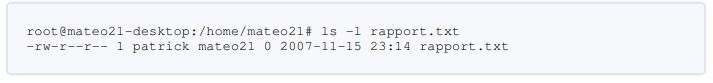 root@mateo21-desktop:/home/mateo21# ls -l rapport.txt
-rw-r--r-- 1 patrick mateo21 0 2007-11-15 23:14 rapport.txt